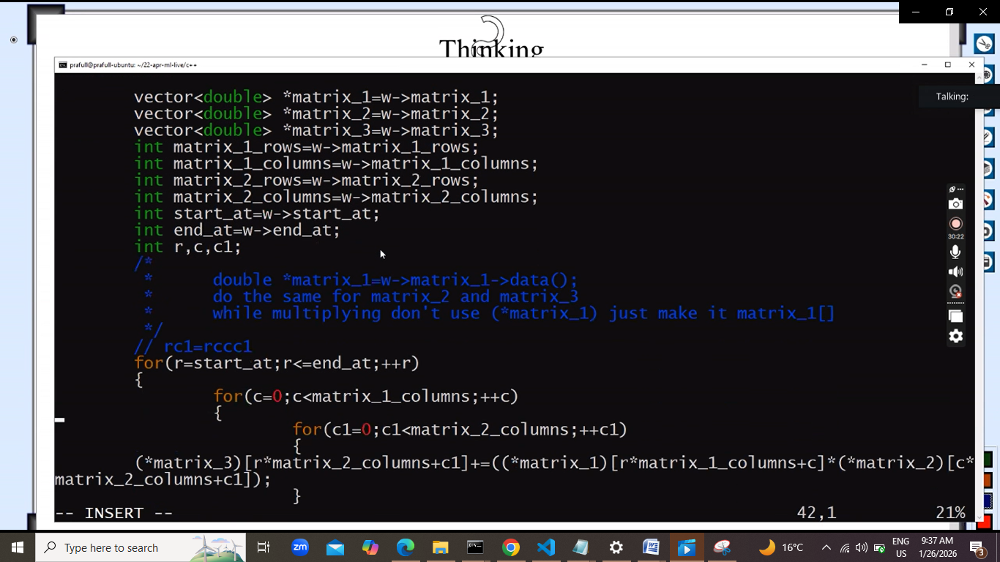 Thinking
prafull@prafull-ubuntu: ~/22-apr-ml-live/c++
Talking:
vector<double> *matrix_1=w->matrix_1;
vector<double> *matrix_2=w->matrix_2;
vector<double> *matrix_3=w->matrix_3;
int matrix_1_rows=w->matrix_1_rows;
int matrix_1_columns=w->matrix_1_columns;
int matrix_2_rows=w->matrix_2_rows;
int matrix_2_columns=w->matrix_2_columns;
int start_at=w->start_at;
int end_at=w->end_at;
int r,c,c1;
/*
* double *matrix_1=w->matrix_1->data();
* do the same for matrix_2 and matrix_3
* while multiplying don't use (*matrix_1) just make it matrix_1[]
*/
// rc1=rccc1
for(r=start_at;r<=end_at;++r)
{
for(c=0;c<matrix_1_columns;++c)
{
for(c1=0;c1<matrix_2_columns;++c1)
{
(*matrix_3)[r*matrix_2_columns+c1]+=((*matrix_1)[r*matrix_1_columns+c]*(*matrix_2)[c*
matrix_2_columns+c1]);
}
-- INSERT -- 42,1 21%
30:22
Type here to search
zm
16°C
ENG
US
9:37 AM
1/26/2026
3